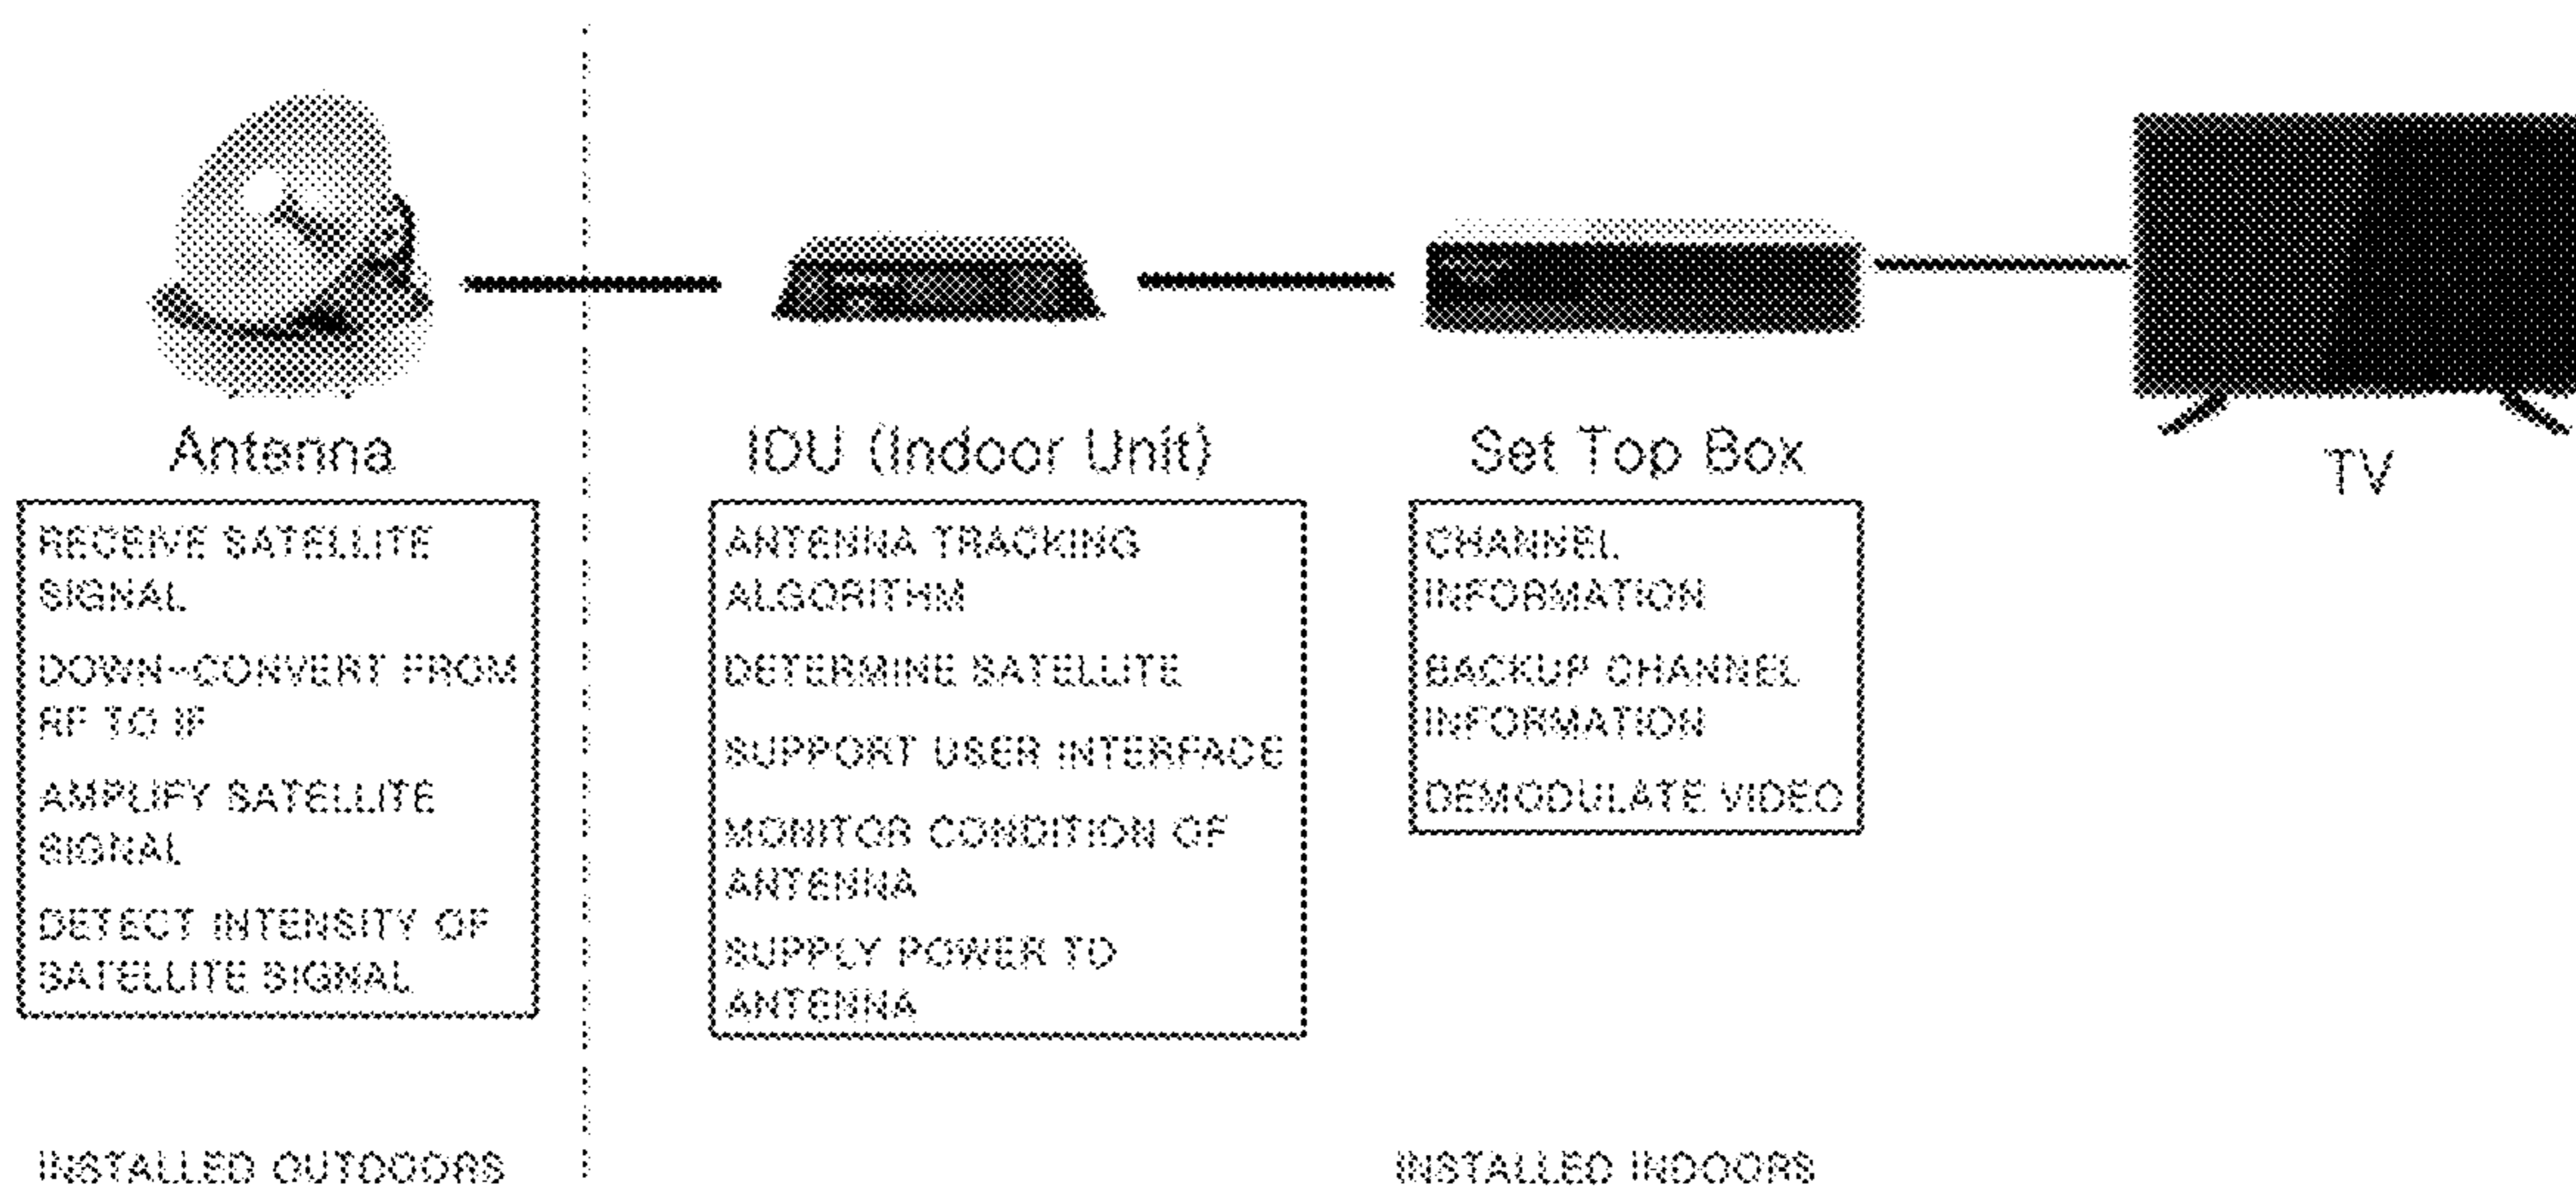 Antenna
RECEIVE SATELLITE
SIGNAL
DOWN-CONVERT FROM
RF TO IF
AMPLIFY SATELLITE
SIGNAL
DETECT INTENSITY OF
SATELLITE SIGNAL
INSTALLED OUTDOORS
IDU (Indoor Unit)
ANTENNA TRACKING
ALGORITHM
DETERMINE SATELLITE
SUPPORT USER INTERFACE
MONITOR CONDITION OF
ANTENNA
SUPPLY POWER TO
ANTENNA
Set Top Box
CHANNEL
INFORMATION
BACKUP CHANNEL
INFORMATION
DEMODULATE VIDEO
TV
INSTALLED INDOORS